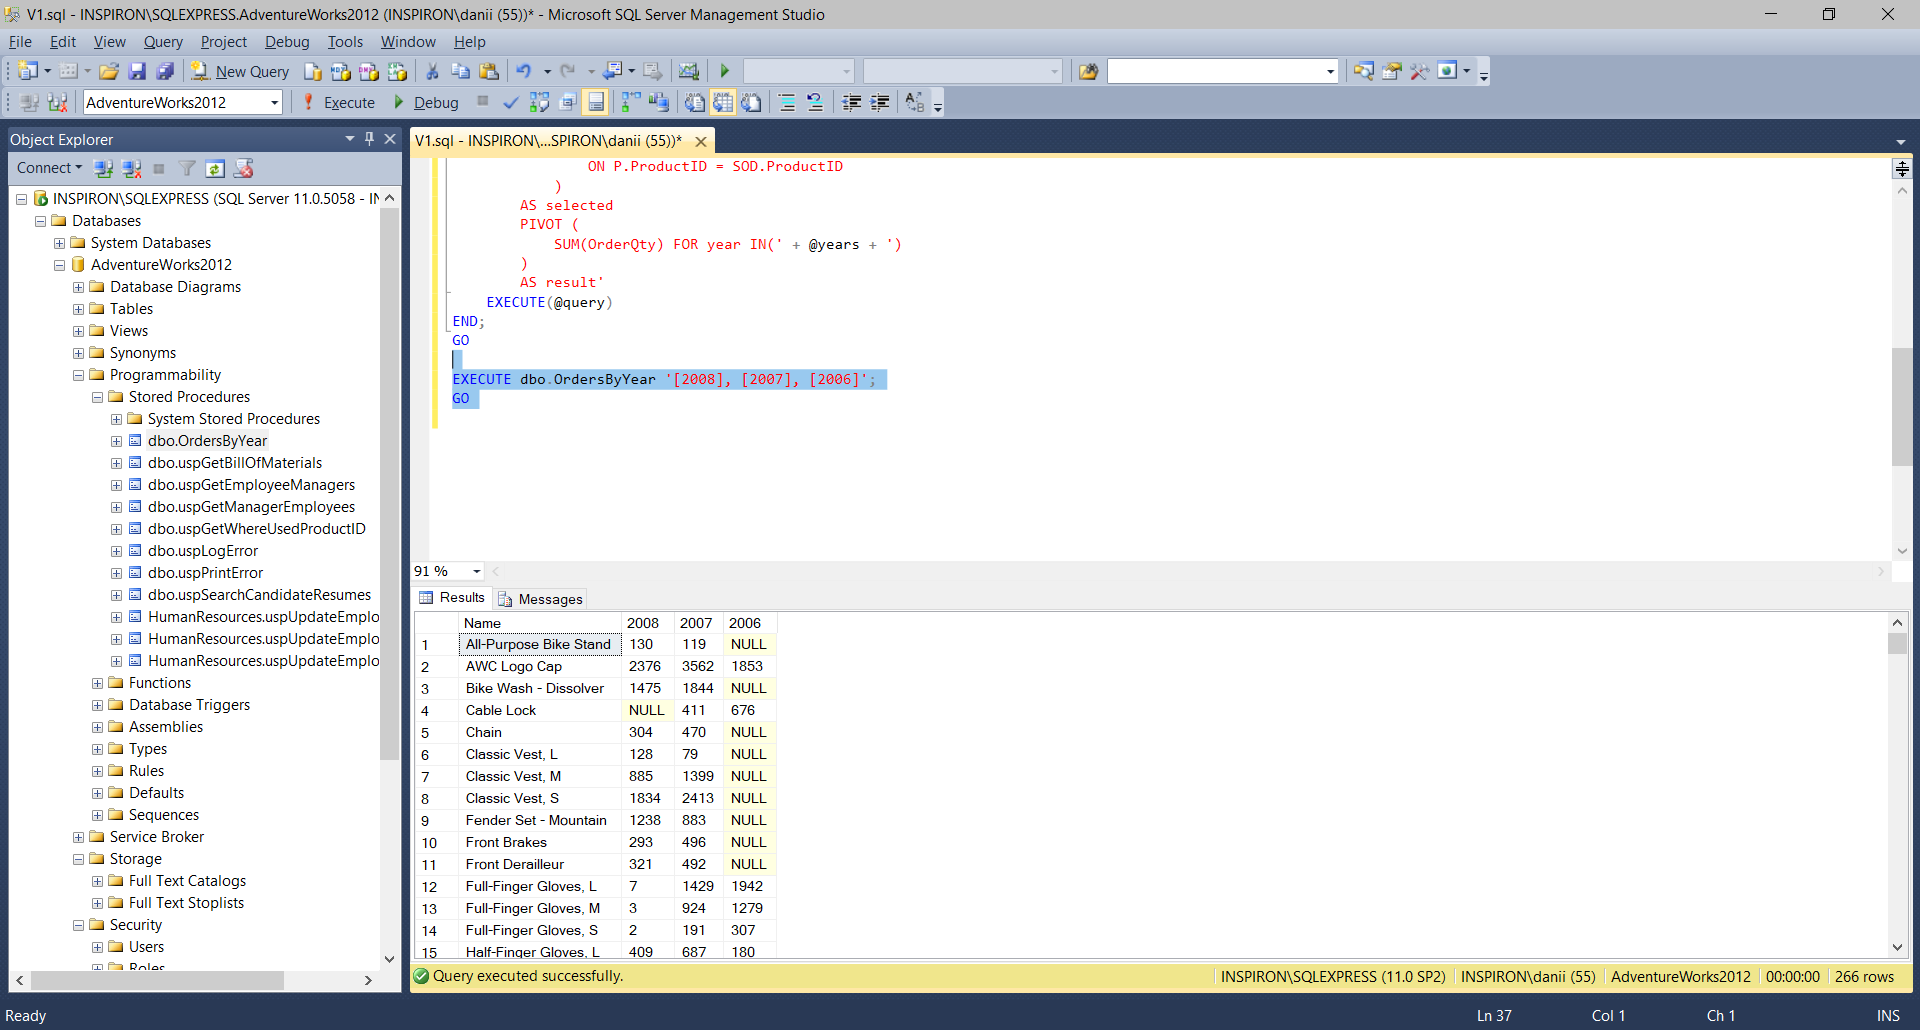 V1.sql - INSPIRON\SQLEXPRESS.AdventureWorks2012 (INSPIRON\danii (55))* - Microsoft SQL Server Management Studio
File Edit View Query Project Debug Tools Window Help
New Query
AdventureWorks2012 Execute Debug
Object Explorer
Connect
INSPIRON\SQLEXPRESS (SQL Server 11.0.5058 - IN
Databases
System Databases
AdventureWorks2012
Database Diagrams
Tables
Views
Synonyms
Programmability
Stored Procedures
System Stored Procedures
dbo.OrdersByYear
dbo.uspGetBillOfMaterials
dbo.uspGetEmployeeManagers
dbo.uspGetManagerEmployees
dbo.uspGetWhereUsedProductID
dbo.uspLogError
dbo.uspPrintError
dbo.uspSearchCandidateResumes
HumanResources.uspUpdateEmplo
HumanResources.uspUpdateEmplo
HumanResources.uspUpdateEmplo
Functions
Database Triggers
Assemblies
Types
Rules
Defaults
Sequences
Service Broker
Storage
Full Text Catalogs
Full Text Stoplists
Security
Users
Roles
V1.sql - INSPIRON\...SPIRON\danii (55))*
ON P.ProductID = SOD.ProductID
)
AS selected
PIVOT (
SUM(OrderQty) FOR year IN(' + @years + ')
)
AS result'
EXECUTE(@query)
END;
GO
EXECUTE dbo.OrdersByYear '[2008], [2007], [2006]';
GO
91 %
Results Messages
Name 2008 2007 2006
1 All-Purpose Bike Stand 130 119 NULL
2 AWC Logo Cap 2376 3562 1853
3 Bike Wash - Dissolver 1475 1844 NULL
4 Cable Lock NULL 411 676
5 Chain 304 470 NULL
6 Classic Vest, L 128 79 NULL
7 Classic Vest, M 885 1399 NULL
8 Classic Vest, S 1834 2413 NULL
9 Fender Set - Mountain 1238 883 NULL
10 Front Brakes 293 496 NULL
11 Front Derailleur 321 492 NULL
12 Full-Finger Gloves, L 7 1429 1942
13 Full-Finger Gloves, M 3 924 1279
14 Full-Finger Gloves, S 2 191 307
15 Half-Finger Gloves, L 409 687 180
Query executed successfully. INSPIRON\SQLEXPRESS (11.0 SP2) INSPIRON\danii (55) AdventureWorks2012 00:00:00 266 rows
Ready Ln 37 Col 1 Ch 1 INS